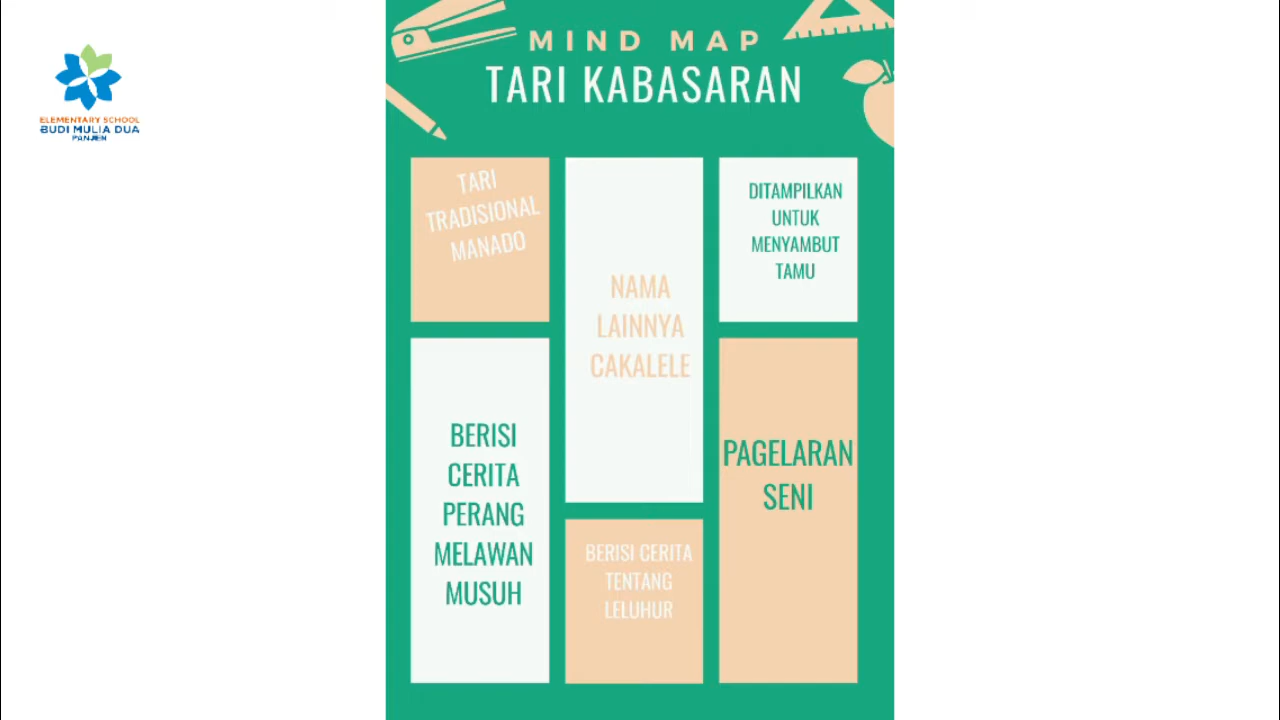 ELEMENTARY SCHOOL
BUDI MULIA DUA
PANJEN
MIND MAP
TARI KABASARAN
TARI
TRADISIONAL
MANADO
NAMA
LAINNYA
CAKALELE
DITAMPILKAN
UNTUK
MENYAMBUT
TAMU
BERISI
CERITA
PERANG
MELAWAN
MUSUH
BERISI CERITA
TENTANG
LELUHUR
PAGELARAN
SENI